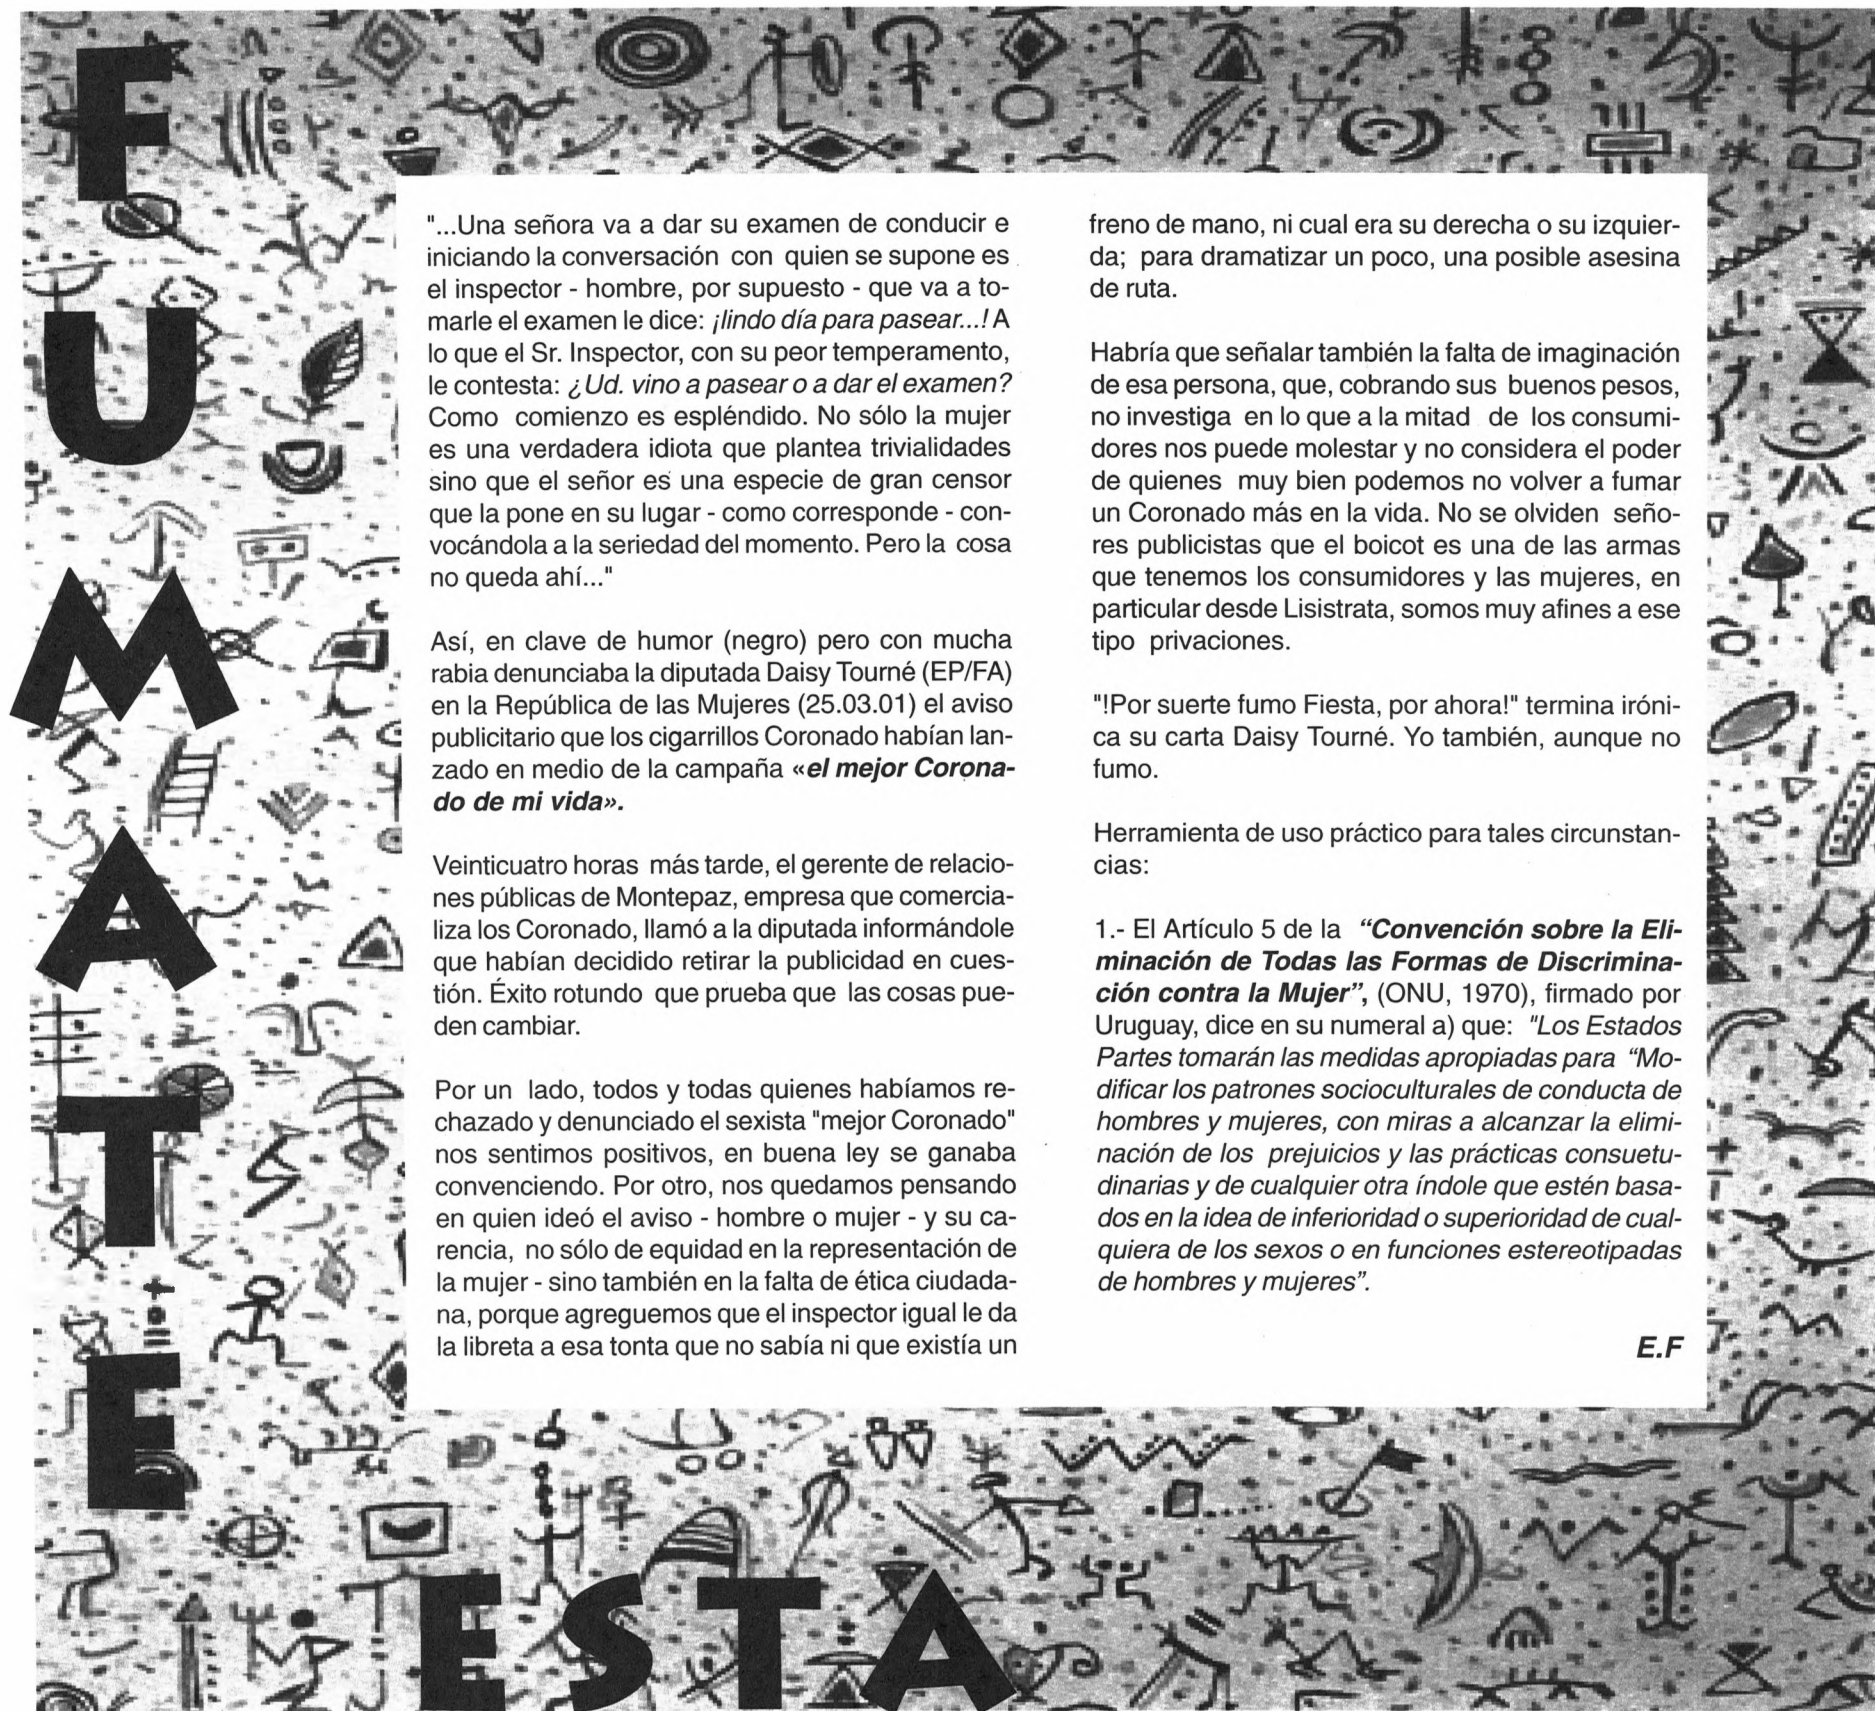 FUMATE
ESTA
"...Una señora va a dar su examen de conducir e
iniciando la conversación con quien se supone es
el inspector - hombre, por supuesto - que va a to-
marle el examen le dice: ¡lindo día para pasear...! A
lo que el Sr. Inspector, con su peor temperamento,
le contesta: ¿Ud. vino a pasear o a dar el examen?
Como comienzo es espléndido. No sólo la mujer
es una verdadera idiota que plantea trivialidades
sino que el señor es una especie de gran censor
que la pone en su lugar - como corresponde - con-
vocándola a la seriedad del momento. Pero la cosa
no queda ahí..."

Así, en clave de humor (negro) pero con mucha
rabia denunciaba la diputada Daisy Tourné (EP/FA)
en la República de las Mujeres (25.03.01) el aviso
publicitario que los cigarrillos Coronado habían lan-
zado en medio de la campaña «el mejor Corona-
do de mi vida».

Veinticuatro horas más tarde, el gerente de relacio-
nes públicas de Montepaz, empresa que comercia-
liza los Coronado, llamó a la diputada informándole
que habían decidido retirar la publicidad en cues-
tión. Éxito rotundo que prueba que las cosas pue-
den cambiar.

Por un lado, todos y todas quienes habíamos re-
chazado y denunciado el sexista "mejor Coronado"
nos sentimos positivos, en buena ley se ganaba
convenciendo. Por otro, nos quedamos pensando
en quien ideó el aviso - hombre o mujer - y su ca-
rencia, no sólo de equidad en la representación de
la mujer - sino también en la falta de ética ciudada-
na, porque agreguemos que el inspector igual le da
la libreta a esa tonta que no sabía ni que existía un
freno de mano, ni cual era su derecha o su izquier-
da; para dramatizar un poco, una posible asesina
de ruta.

Habría que señalar también la falta de imaginación
de esa persona, que, cobrando sus buenos pesos,
no investiga en lo que a la mitad de los consumi-
dores nos puede molestar y no considera el poder
de quienes muy bien podemos no volver a fumar
un Coronado más en la vida. No se olviden seño-
res publicistas que el boicot es una de las armas
que tenemos los consumidores y las mujeres, en
particular desde Lisistrata, somos muy afines a ese
tipo privaciones.

"!Por suerte fumo Fiesta, por ahora!" termina iróni-
ca su carta Daisy Tourné. Yo también, aunque no
fumo.

Herramienta de uso práctico para tales circunstan-
cias:

1.- El Artículo 5 de la “Convención sobre la Eli-
minación de Todas las Formas de Discrimina-
ción contra la Mujer”, (ONU, 1970), firmado por
Uruguay, dice en su numeral a) que: "Los Estados
Partes tomarán las medidas apropiadas para “Mo-
dificar los patrones socioculturales de conducta de
hombres y mujeres, con miras a alcanzar la elimi-
nación de los prejuicios y las prácticas consuetu-
dinarias y de cualquier otra índole que estén basa-
dos en la idea de inferioridad o superioridad de cual-
quiera de los sexos o en funciones estereotipadas
de hombres y mujeres”.

E.F